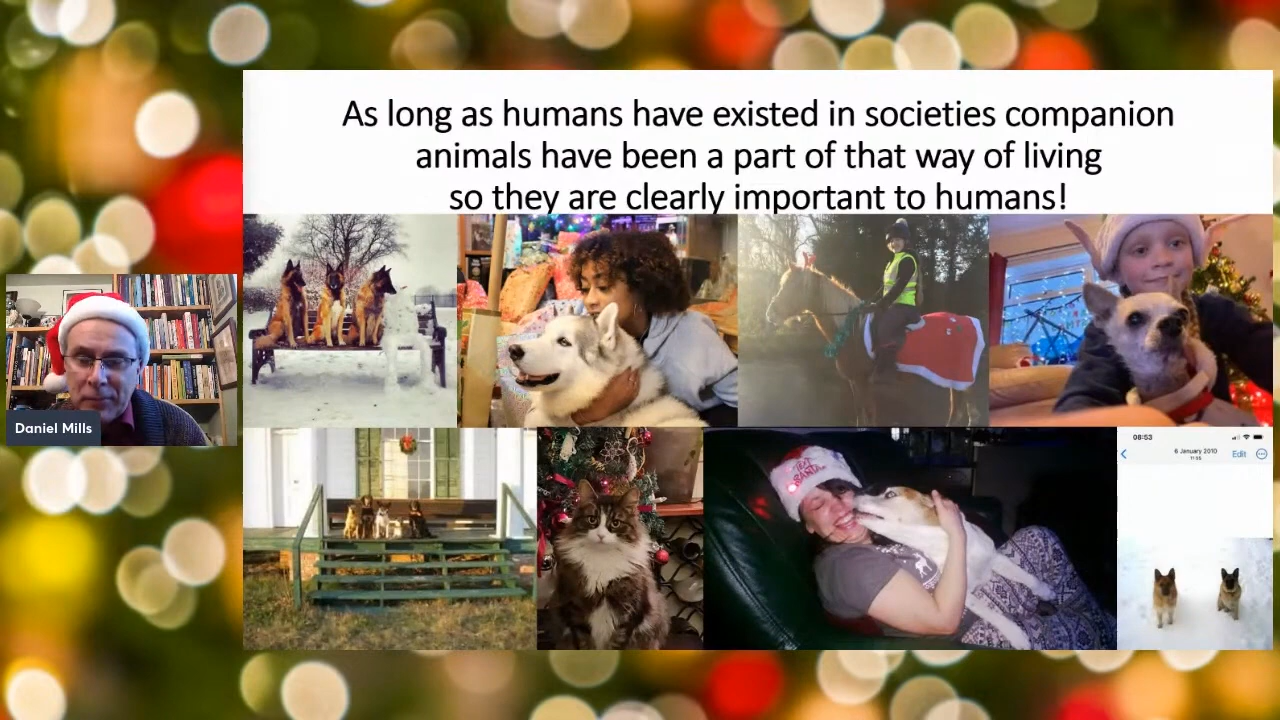 As long as humans have existed in societies companion
animals have been a part of that way of living
so they are clearly important to humans!
Daniel Mills
08:53
6 January 2010
Edit